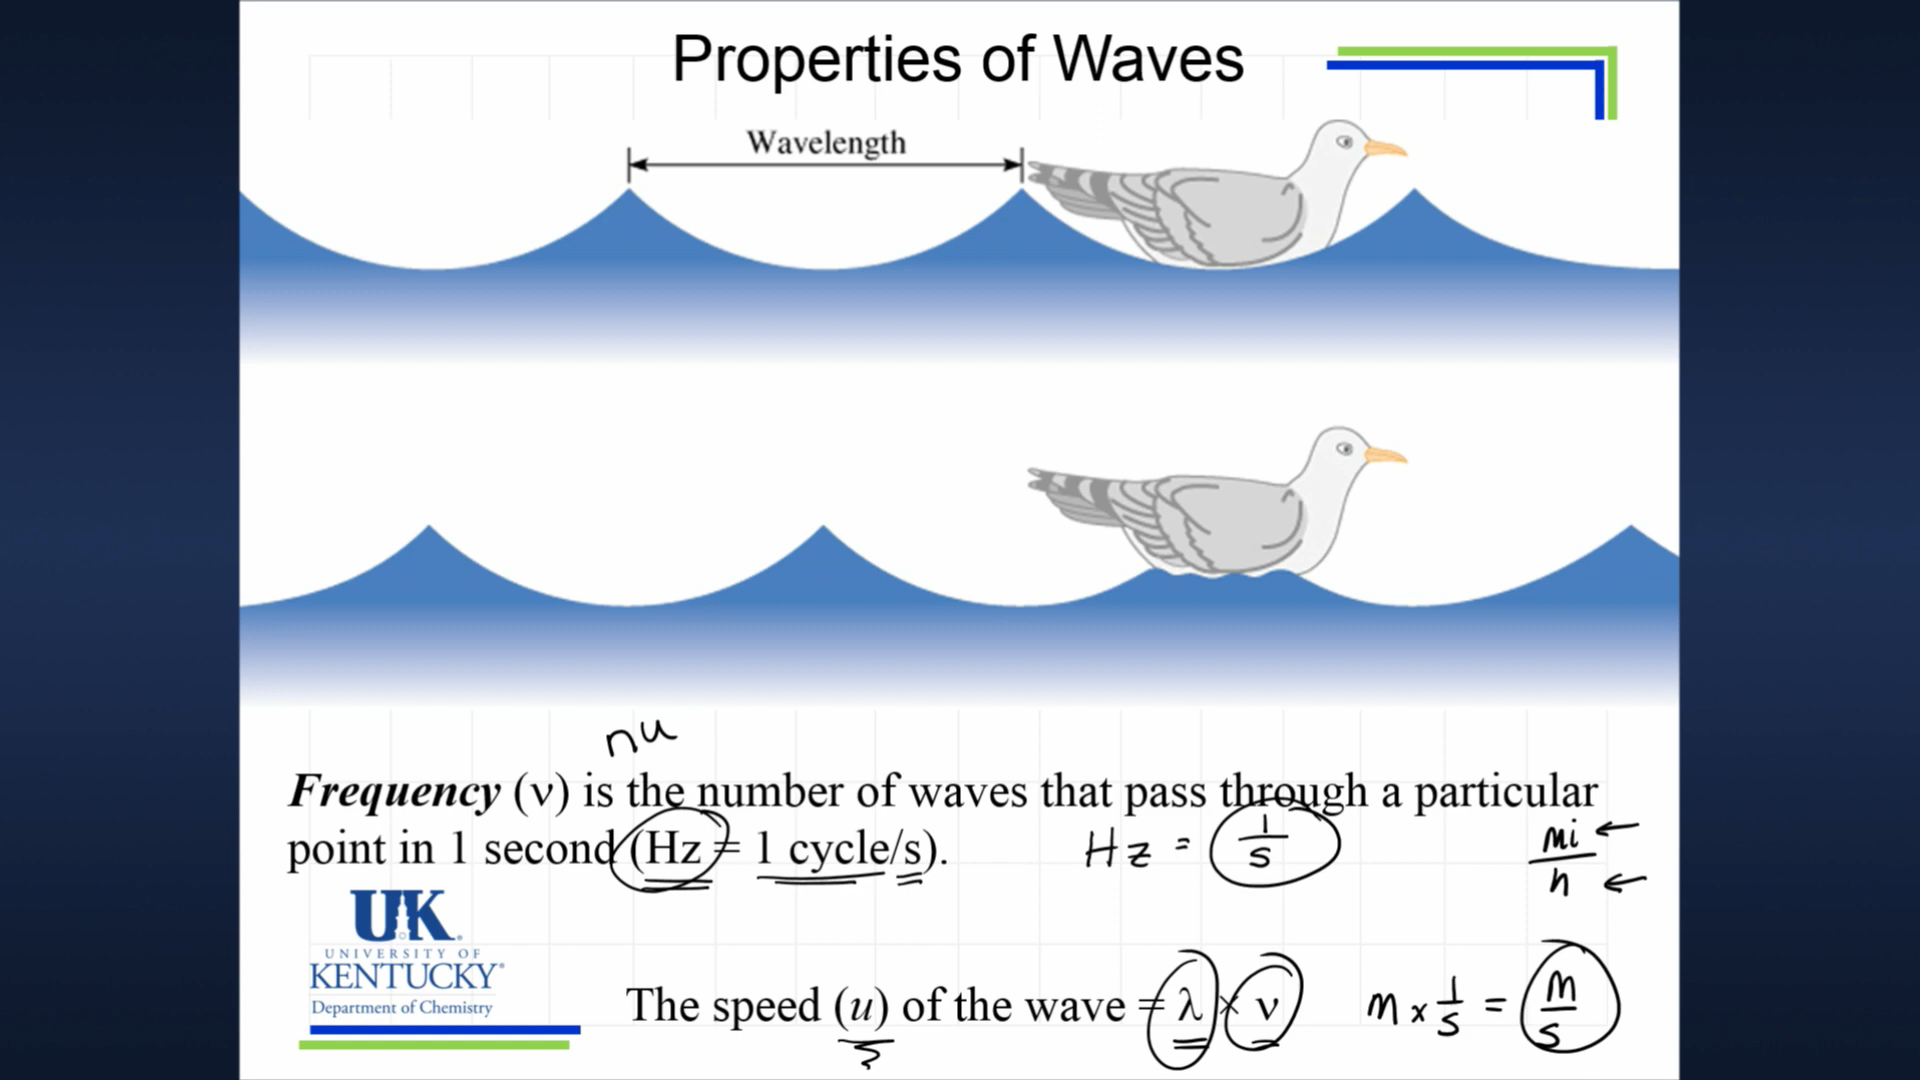 Properties of Waves
Wavelength
nu
Frequency (ν) is the number of waves that pass through a particular
point in 1 second (Hz = 1 cycle/s).
Hz = 1/s
mi/h
UK
UNIVERSITY OF
KENTUCKY®
Department of Chemistry
The speed (u) of the wave = λ × ν
m × 1/s = m/s